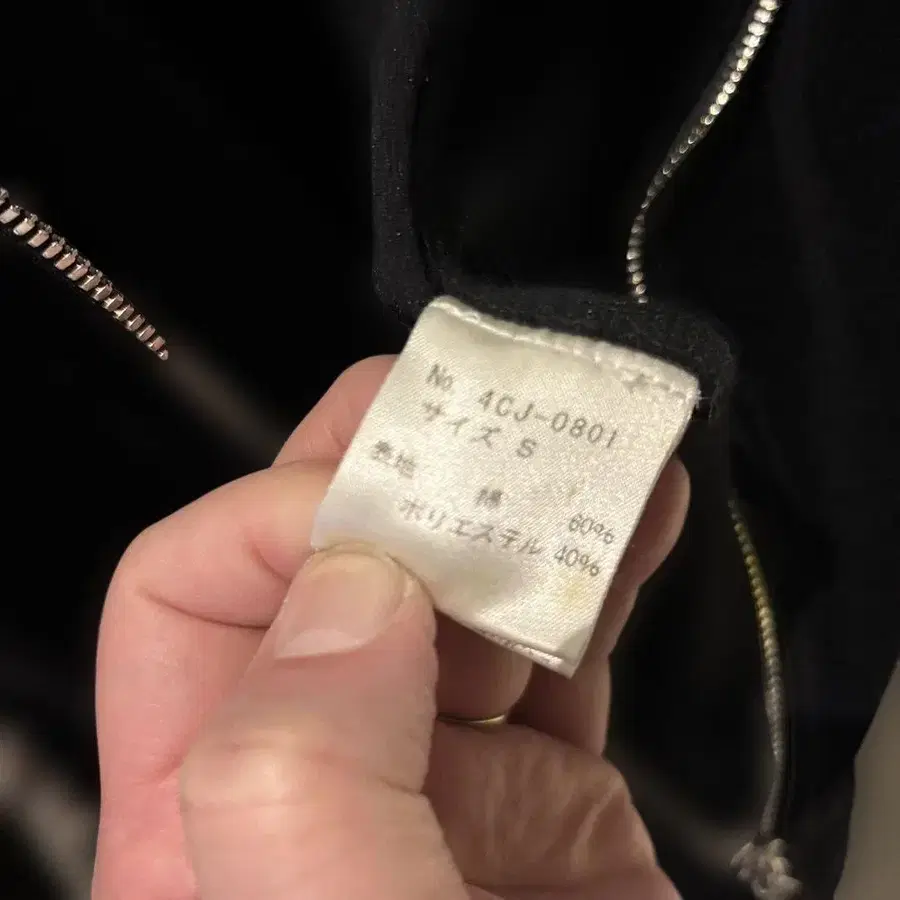 No. 4CJ-0801
サイズ S
表地 綿 60%
ポリエステル 40%